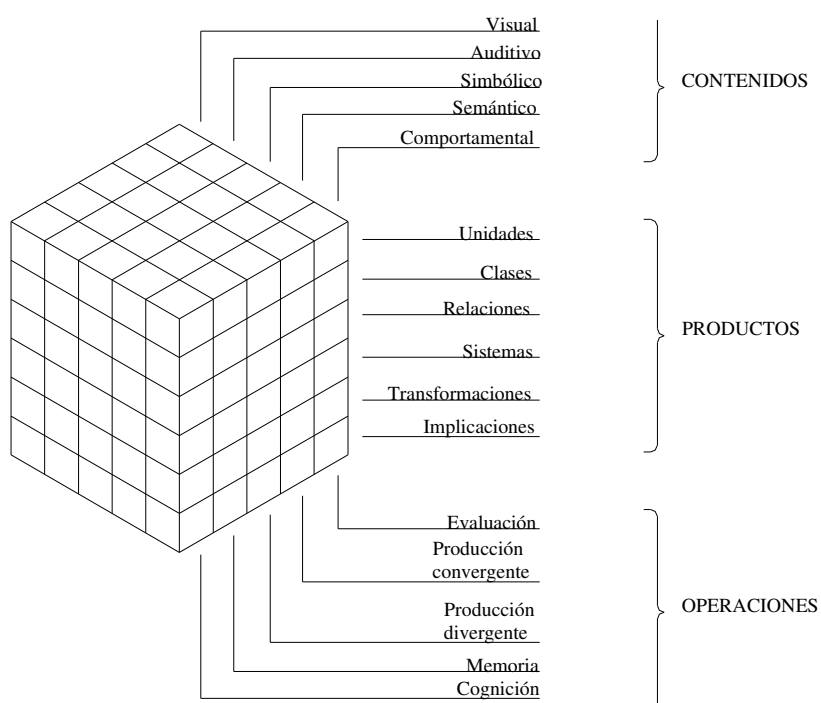 Visual
Auditivo
Simbólico
Semántico
Comportamental
CONTENIDOS
Unidades
Clases
Relaciones
Sistemas
Transformaciones
Implicaciones
PRODUCTOS
Evaluación
Producción
convergente
Producción
divergente
Memoria
Cognición
OPERACIONES